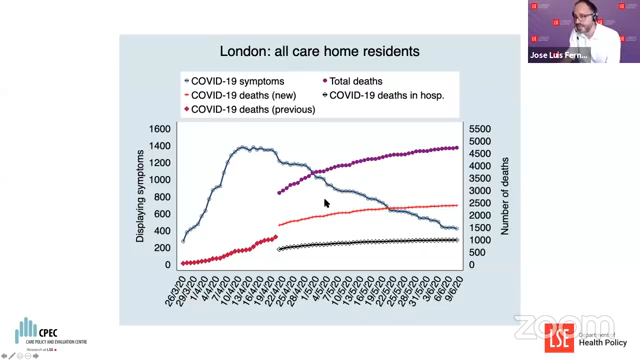 Jose Luis Fern...
London: all care home residents
COVID-19 symptoms
COVID-19 deaths (new)
COVID-19 deaths (previous)
Total deaths
COVID-19 deaths in hosp.
Displaying symptoms
1600
1400
1200
1000
800
600
400
200
0
5500
5000
4500
4000
3500
3000
2500
2000
1500
1000
500
0
Number of deaths
26/3/20 29/3/20 1/4/20 4/4/20 7/4/20 10/4/20 13/4/20 16/4/20 19/4/20 22/4/20 25/4/20 28/4/20 1/5/20 4/5/20 7/5/20 10/5/20 13/5/20 16/5/20 19/5/20 22/5/20 25/5/20 28/5/20 31/5/20 3/6/20 6/6/20 9/6/20
CPEC
CARE POLICY AND EVALUATION CENTRE
Research at LSE
zoom
LSE
Department of
Health Policy